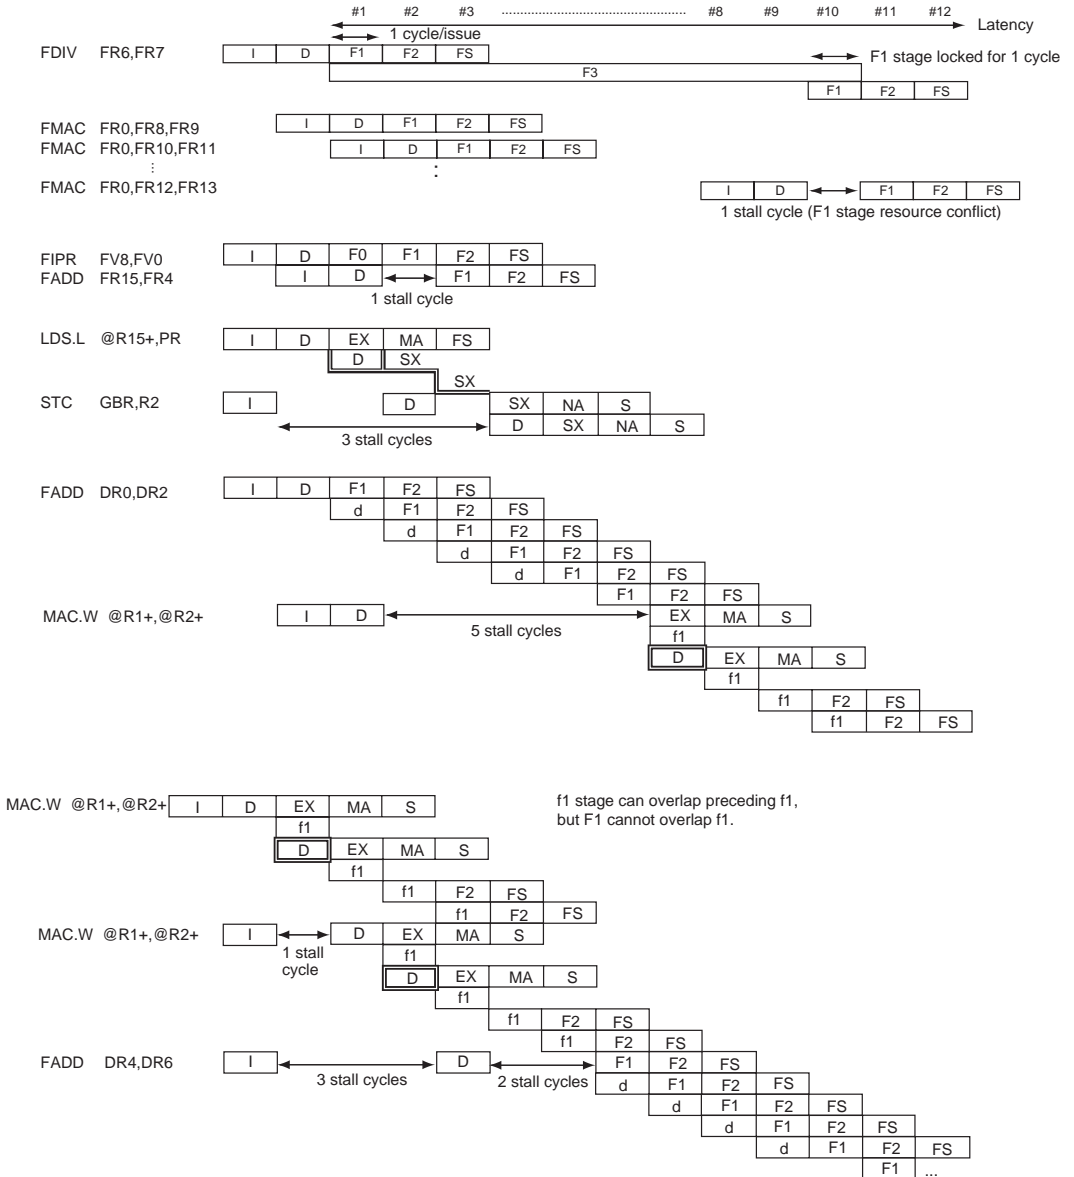 #1 #2 #3 ................................................. #8 #9 #10 #11 #12
Latency
1 cycle/issue
FDIV FR6,FR7 I D F1 F2 FS F1 stage locked for 1 cycle
F3
F1 F2 FS
FMAC FR0,FR8,FR9 I D F1 F2 FS
FMAC FR0,FR10,FR11 I D F1 F2 FS
⋮ :
FMAC FR0,FR12,FR13 I D F1 F2 FS
1 stall cycle (F1 stage resource conflict)
FIPR FV8,FV0 I D F0 F1 F2 FS
FADD FR15,FR4 I D F1 F2 FS
1 stall cycle
LDS.L @R15+,PR I D EX MA FS
D SX
SX
STC GBR,R2 I D SX NA S
D SX NA S
3 stall cycles
FADD DR0,DR2 I D F1 F2 FS
d F1 F2 FS
d F1 F2 FS
d F1 F2 FS
d F1 F2 FS
F1 F2 FS
MAC.W @R1+,@R2+ I D EX MA S
5 stall cycles
f1
D EX MA S
f1
f1 F2 FS
f1 F2 FS
MAC.W @R1+,@R2+ I D EX MA S
f1 stage can overlap preceding f1,
but F1 cannot overlap f1.
f1
D EX MA S
f1
f1 F2 FS
f1 F2 FS
MAC.W @R1+,@R2+ I D EX MA S
1 stall
cycle
f1
D EX MA S
f1
f1 F2 FS
f1 F2 FS
FADD DR4,DR6 I D F1 F2 FS
3 stall cycles 2 stall cycles
d F1 F2 FS
d F1 F2 FS
d F1 F2 FS
d F1 F2 FS
F1 ...